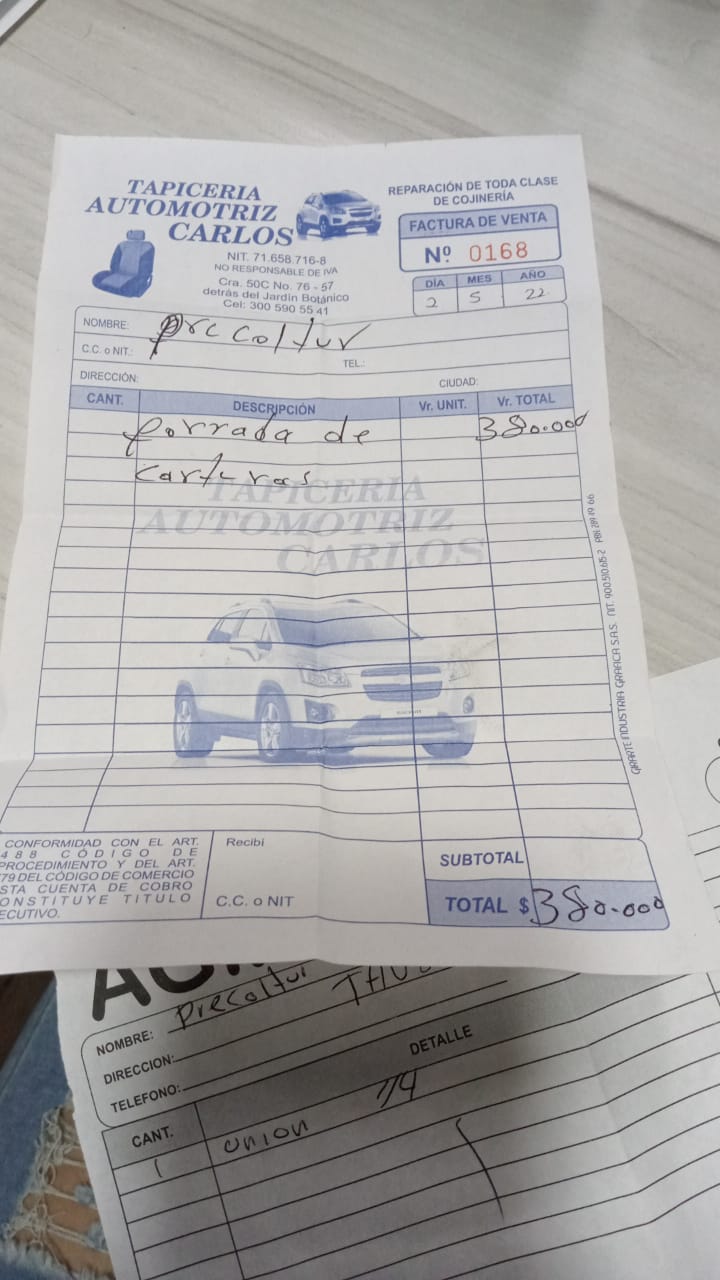 TAPICERIA
AUTOMOTRIZ
CARLOS
NIT. 71.658.716-8
NO RESPONSABLE DE IVA
Cra. 50C No. 76 - 57
detrás del Jardín Botánico
Cel: 300 590 55 41
REPARACIÓN DE TODA CLASE
DE COJINERÍA
FACTURA DE VENTA
Nº 0168
DÍA MES AÑO
2 5 22
NOMBRE: precoltur
C.C. o NIT.: TEL.:
DIRECCIÓN: CIUDAD:
CANT. DESCRIPCIÓN Vr. UNIT. Vr. TOTAL
forrada de 380.000
carteras
TAPICERIA
AUTOMOTRIZ
CARLOS
GIRARTE INDUSTRIA GRAFICA S.A.S.
CONFORMIDAD CON EL ART.
488 CÓDIGO DE
PROCEDIMIENTO Y DEL ART.
79 DEL CÓDIGO DE COMERCIO
STA CUENTA DE COBRO
ONSTITUYE TITULO
ECUTIVO.
Recibi
C.C. o NIT
SUBTOTAL
TOTAL $ 380.000
NOMBRE: Precoltur
DIRECCION:
TELEFONO:
CANT. DETALLE
1 union 7/4